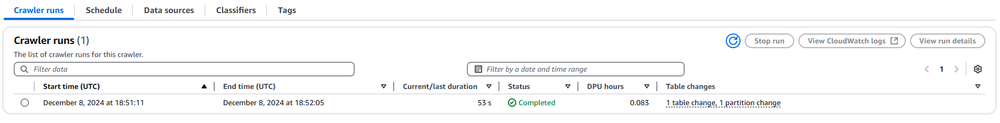 Crawler runs Schedule Data sources Classifiers Tags
Crawler runs (1)
Stop run View CloudWatch logs View run details
The list of crawler runs for this crawler.
Filter data Filter by a date and time range 1
Start time (UTC) End time (UTC) Current/last duration Status DPU hours Table changes
December 8, 2024 at 18:51:11 December 8, 2024 at 18:52:05 53 s Completed 0.083 1 table change, 1 partition change